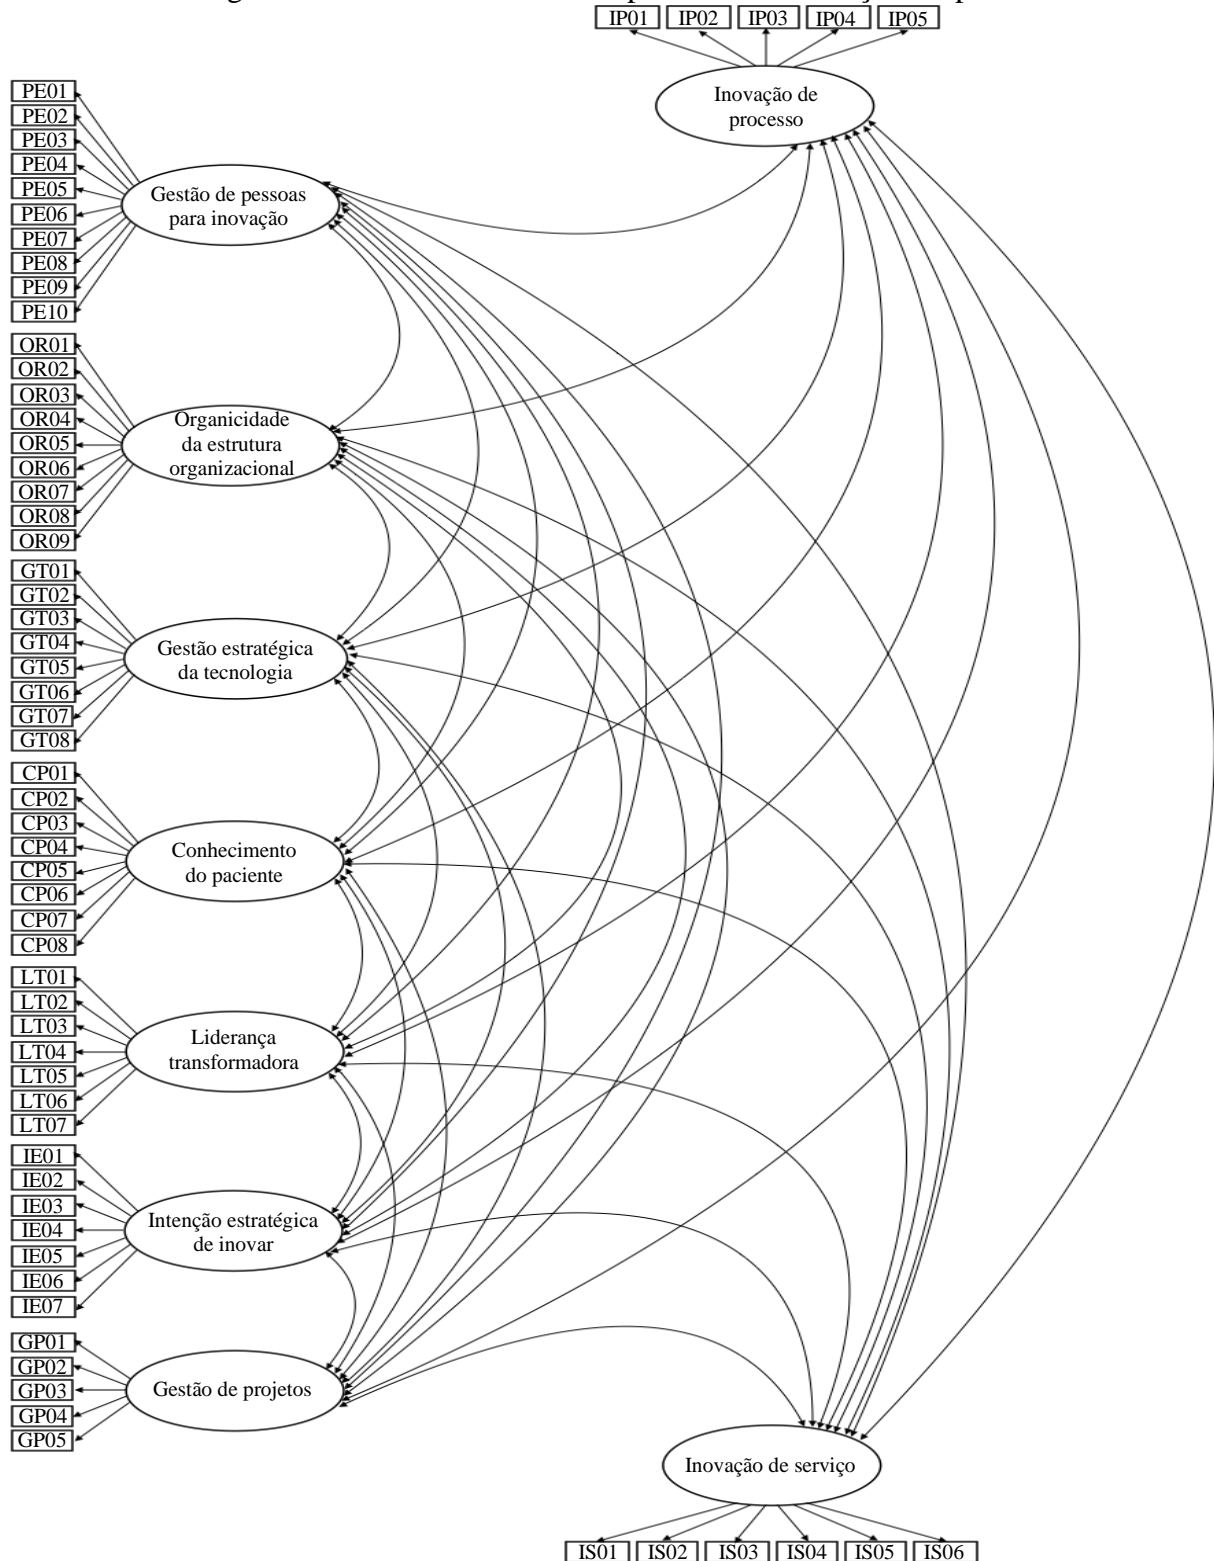 IP01 IP02 IP03 IP04 IP05
Inovação de
processo
PE01
PE02
PE03
PE04
PE05
PE06
PE07
PE08
PE09
PE10
Gestão de pessoas
para inovação
OR01
OR02
OR03
OR04
OR05
OR06
OR07
OR08
OR09
Organicidade
da estrutura
organizacional
GT01
GT02
GT03
GT04
GT05
GT06
GT07
GT08
Gestão estratégica
da tecnologia
CP01
CP02
CP03
CP04
CP05
CP06
CP07
CP08
Conhecimento
do paciente
LT01
LT02
LT03
LT04
LT05
LT06
LT07
Liderança
transformadora
IE01
IE02
IE03
IE04
IE05
IE06
IE07
Intenção estratégica
de inovar
GP01
GP02
GP03
GP04
GP05
Gestão de projetos
Inovação de serviço
IS01 IS02 IS03 IS04 IS05 IS06